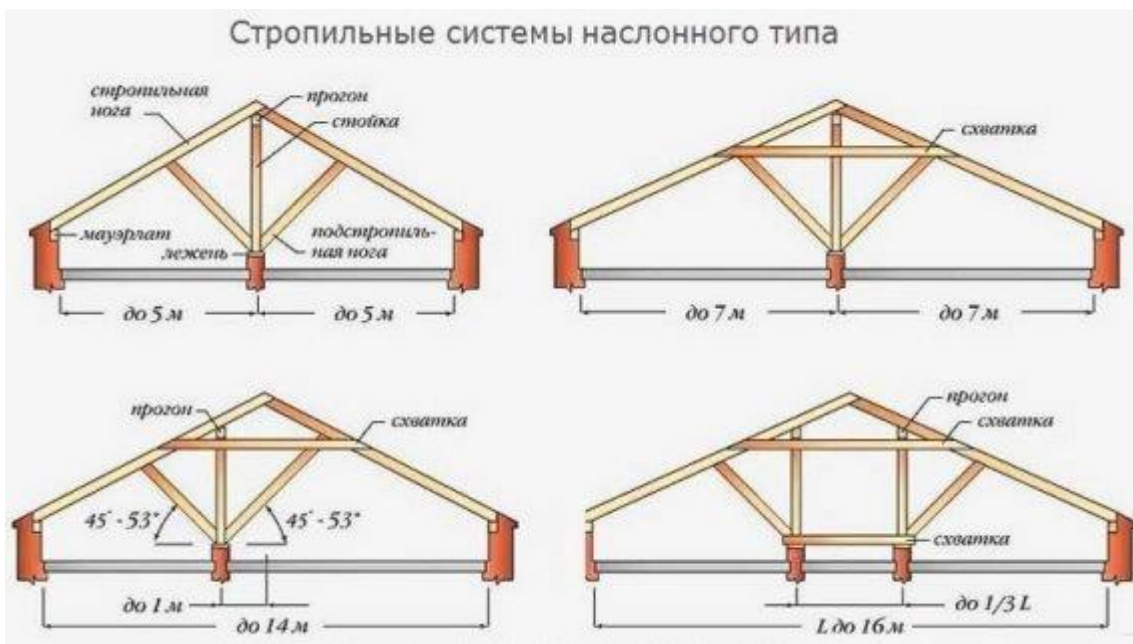 Стропильные системы наслонного типа
стропильная
нога
прогон
стойка
мауэрлат
лежень
подстропиль-
ная нога
до 5 м
до 5 м
схватка
до 7 м
до 7 м
прогон
схватка
45° - 53°
45° - 53°
до 1 м
до 14 м
прогон
схватка
схватка
до 1/3 L
L до 16 м